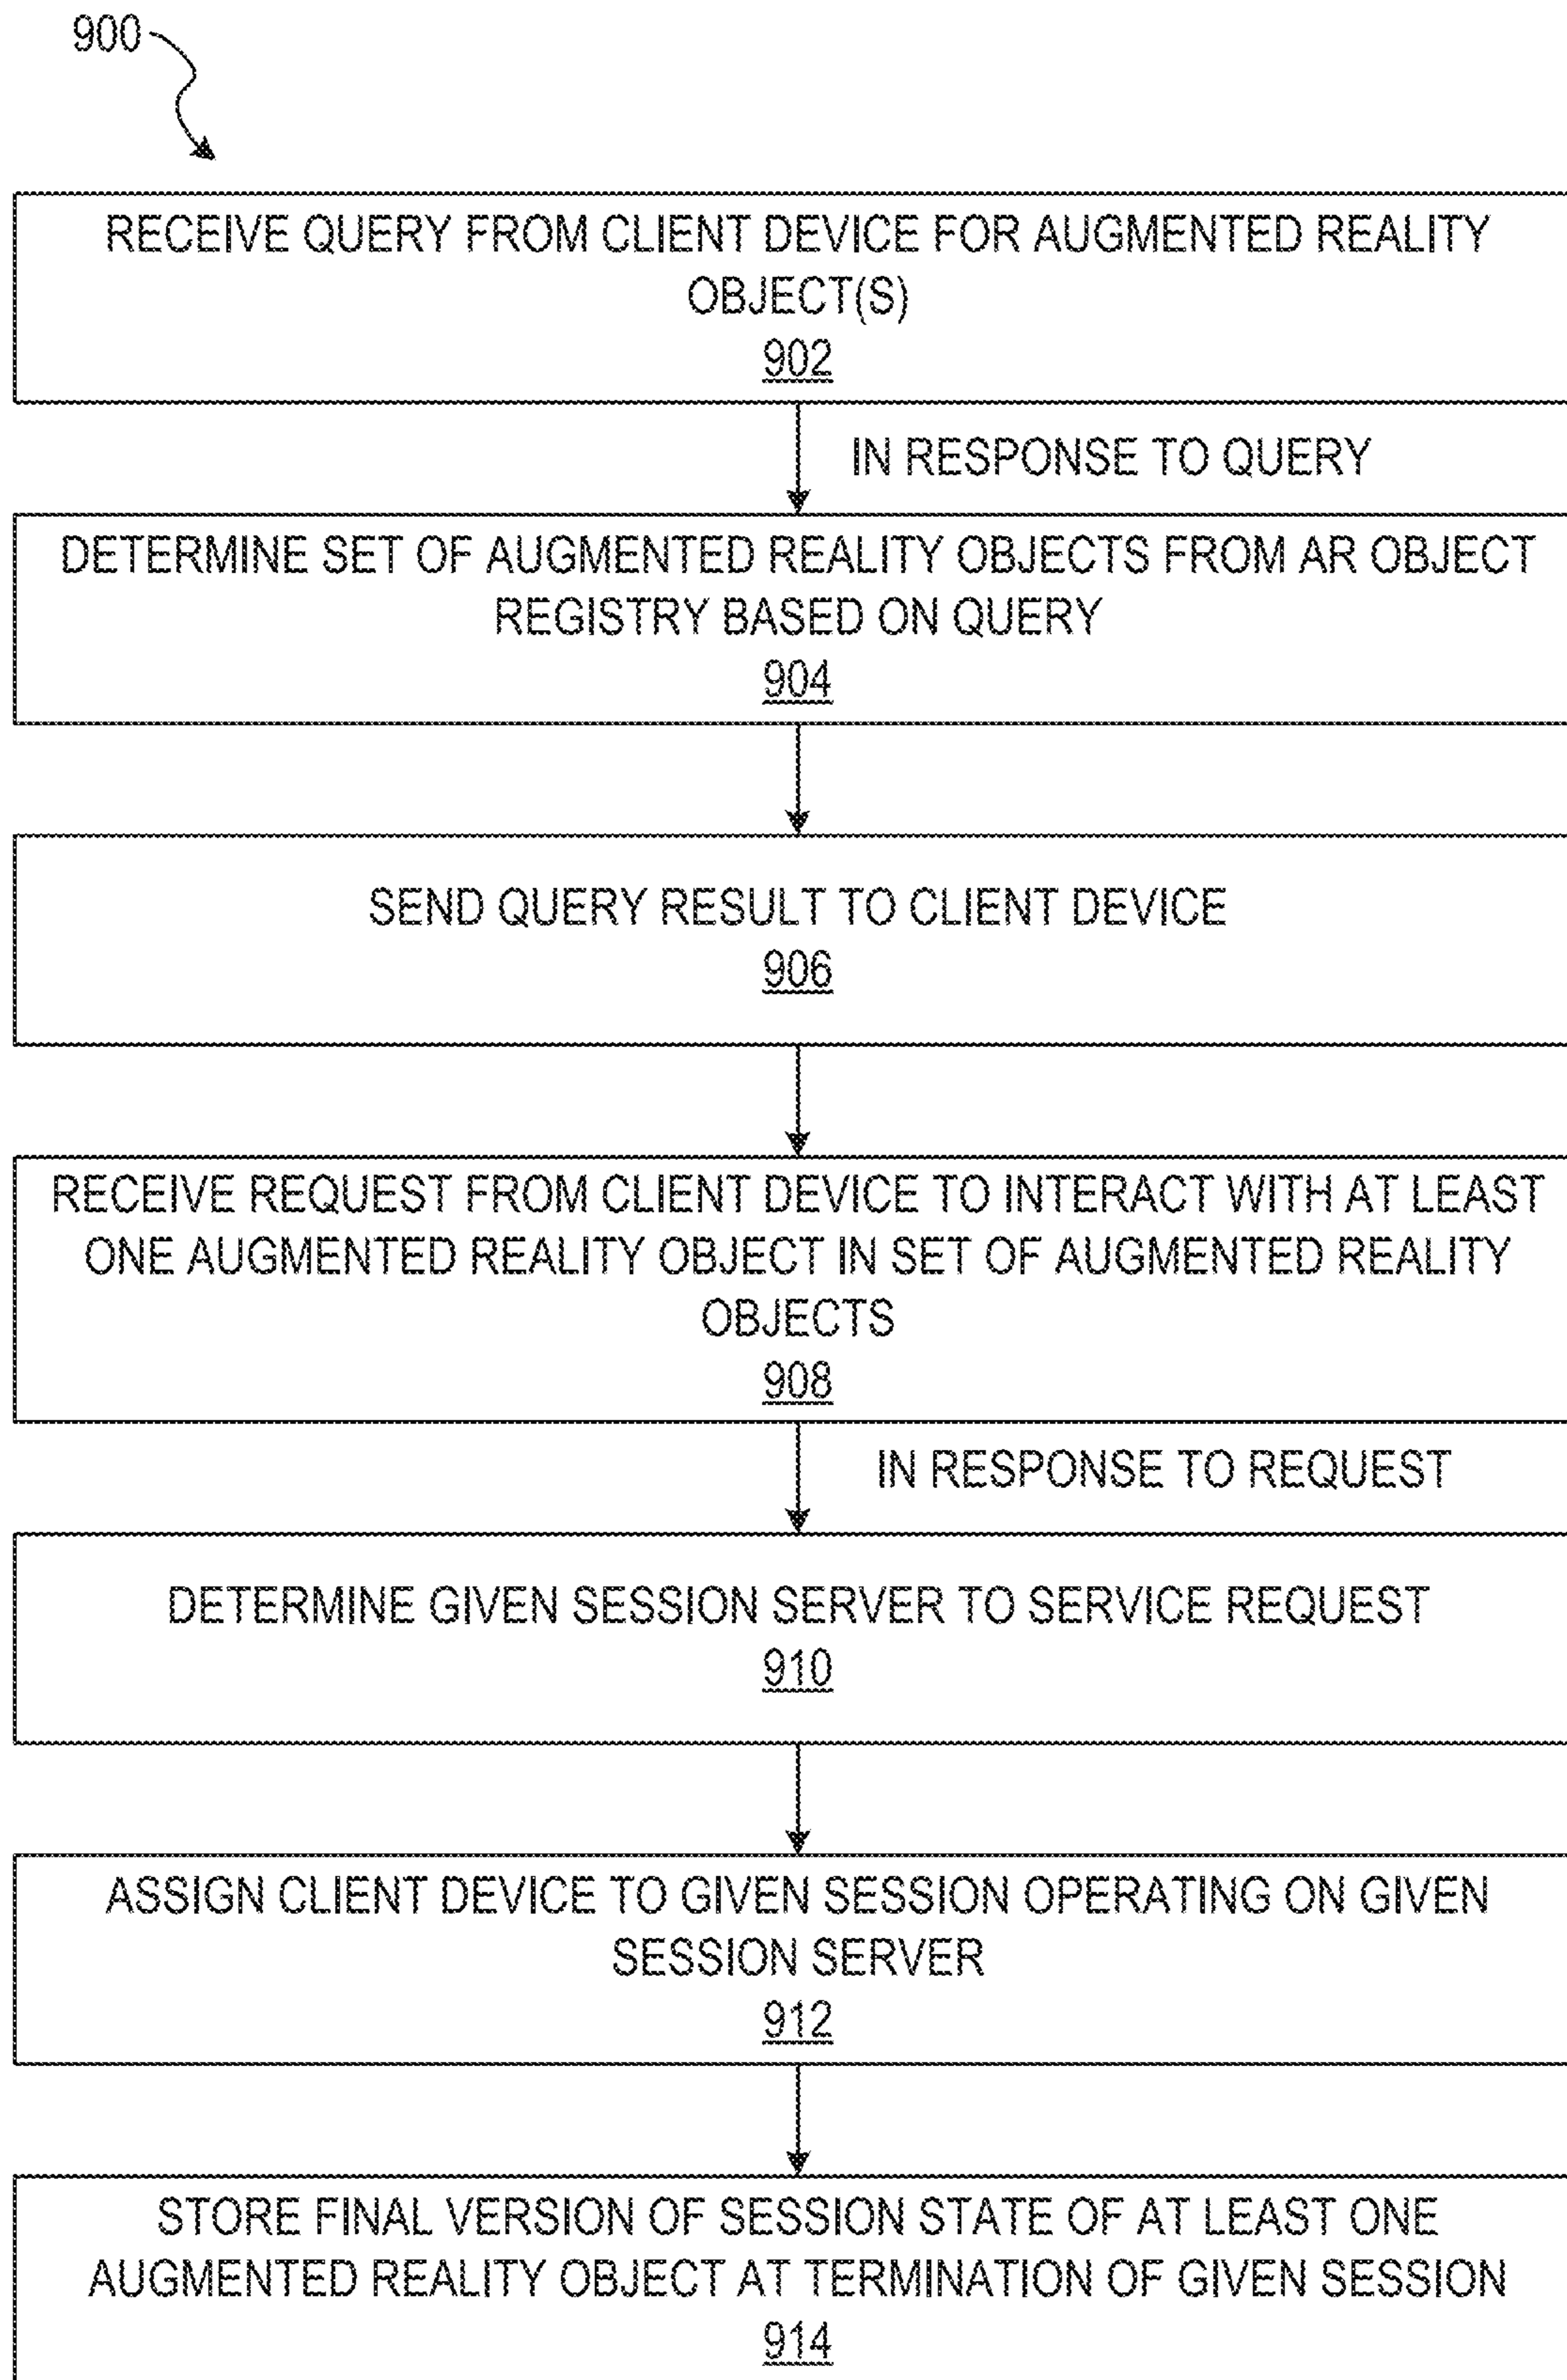 900
RECEIVE QUERY FROM CLIENT DEVICE FOR AUGMENTED REALITY
OBJECT(S)
902
IN RESPONSE TO QUERY
DETERMINE SET OF AUGMENTED REALITY OBJECTS FROM AR OBJECT
REGISTRY BASED ON QUERY
904
SEND QUERY RESULT TO CLIENT DEVICE
906
RECEIVE REQUEST FROM CLIENT DEVICE TO INTERACT WITH AT LEAST
ONE AUGMENTED REALITY OBJECT IN SET OF AUGMENTED REALITY
OBJECTS
908
IN RESPONSE TO REQUEST
DETERMINE GIVEN SESSION SERVER TO SERVICE REQUEST
910
ASSIGN CLIENT DEVICE TO GIVEN SESSION OPERATING ON GIVEN
SESSION SERVER
912
STORE FINAL VERSION OF SESSION STATE OF AT LEAST ONE
AUGMENTED REALITY OBJECT AT TERMINATION OF GIVEN SESSION
914